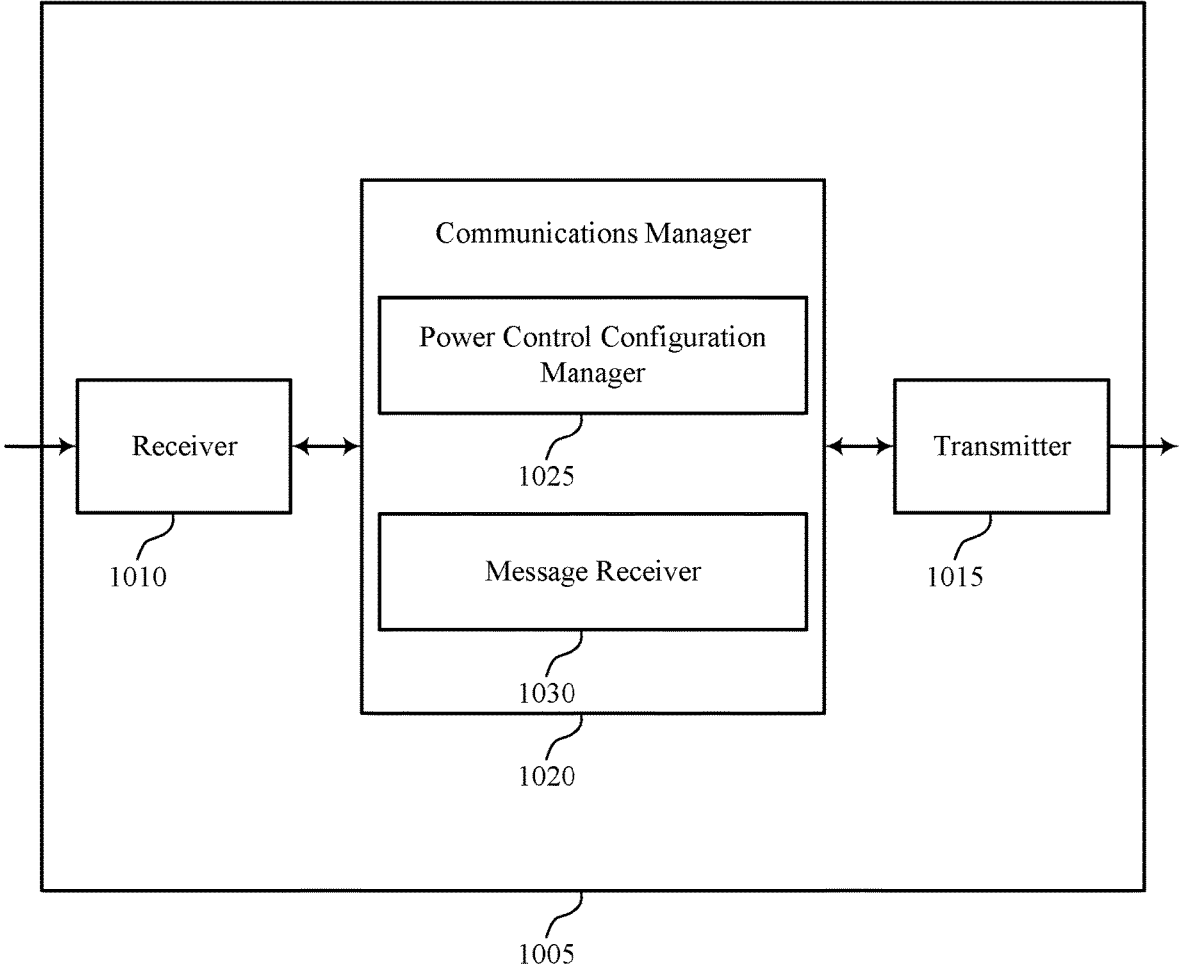 Communications Manager
Power Control Configuration
Manager
1025
Receiver
1010
Transmitter
1015
Message Receiver
1030
1020
1005